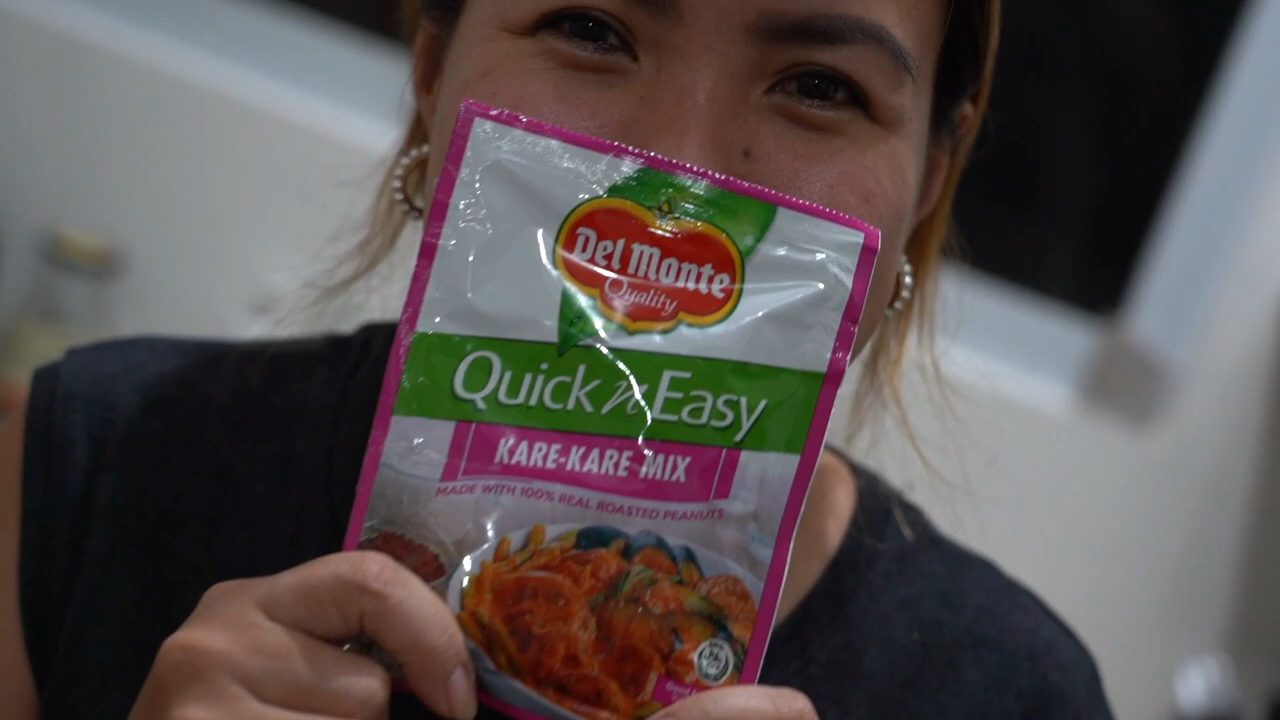 Del Monte
Quality
Quick n Easy
KARE-KARE MIX
MADE WITH 100% REAL ROASTED PEANUTS